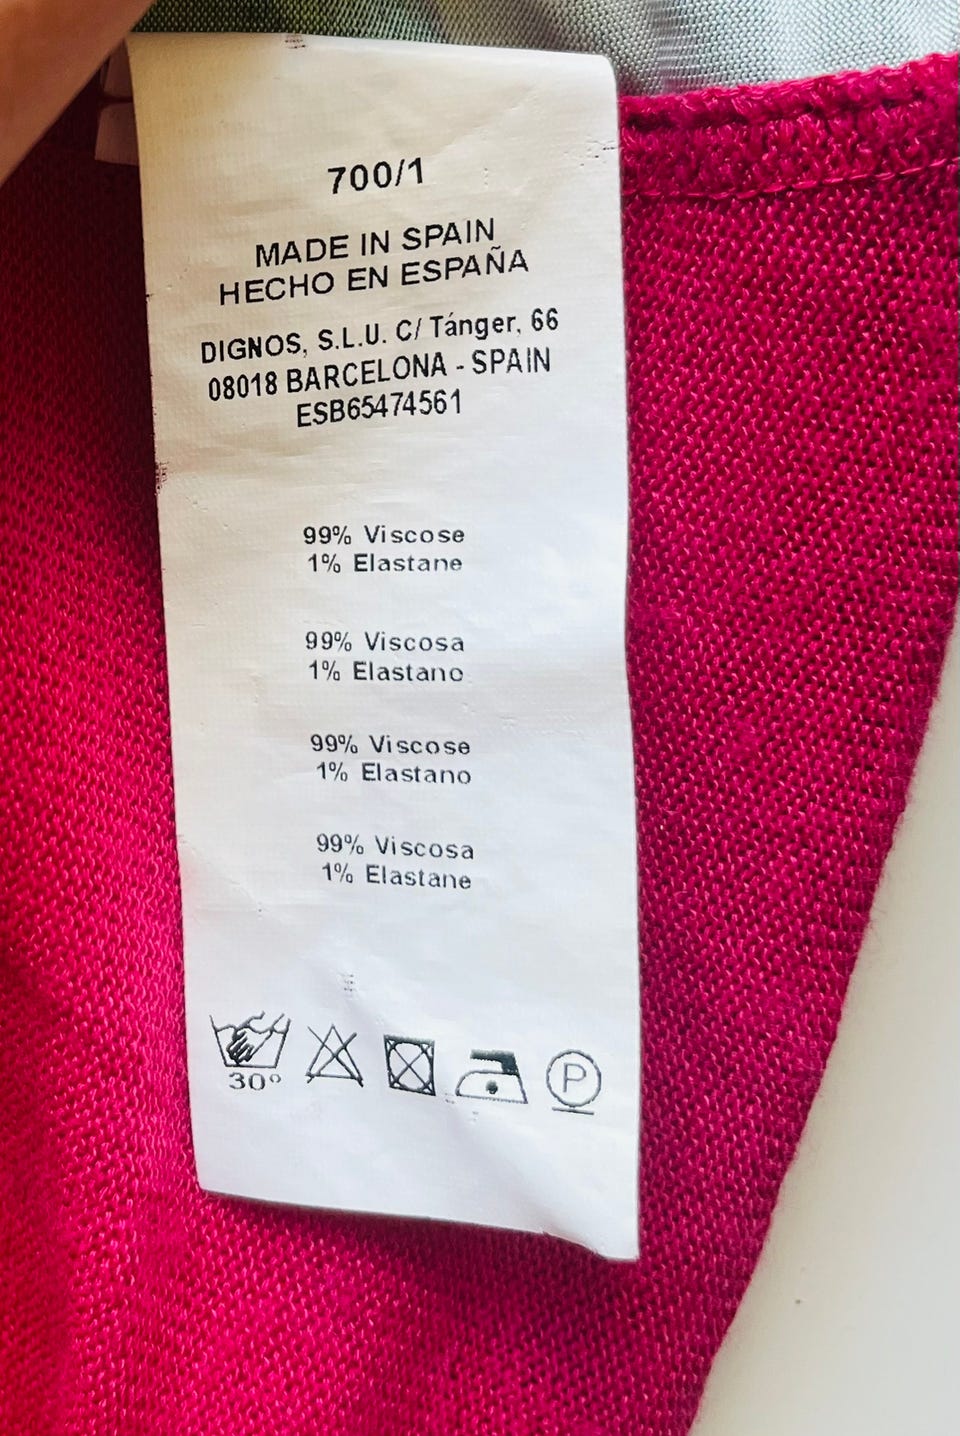 700/1
MADE IN SPAIN
HECHO EN ESPAÑA
DIGNOS, S.L.U. C/ Tánger, 66
08018 BARCELONA - SPAIN
ESB65474561
99% Viscose
1% Elastane
99% Viscosa
1% Elastano
99% Viscose
1% Elastano
99% Viscosa
1% Elastane
30°
P